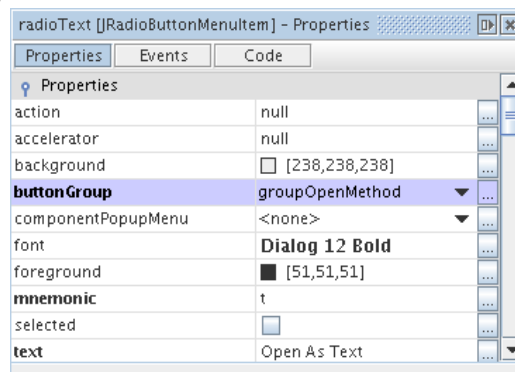 radioText [JRadioButtonMenuItem] - Properties
Properties Events Code
Properties
action null ...
accelerator null ...
background [238,238,238] ...
buttonGroup groupOpenMethod ...
componentPopupMenu <none> ...
font Dialog 12 Bold ...
foreground [51,51,51] ...
mnemonic t ...
selected ...
text Open As Text ...